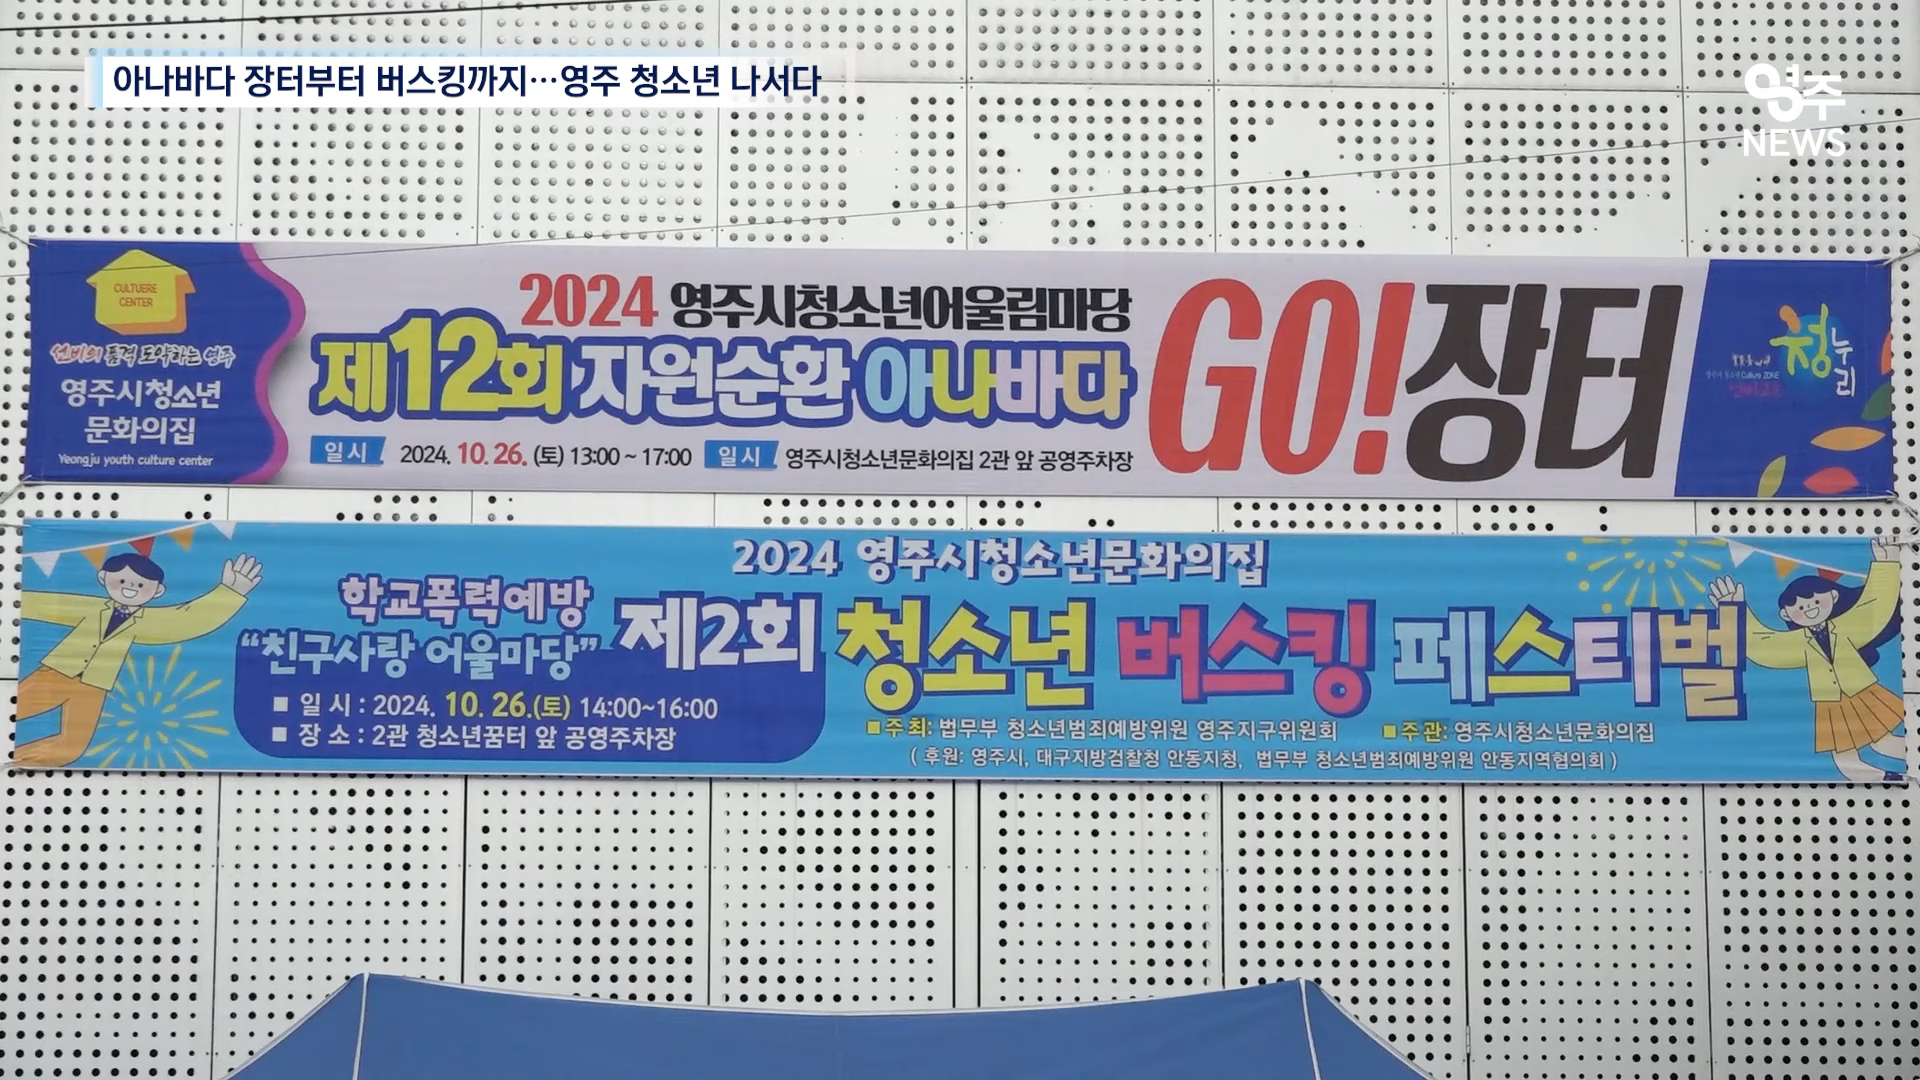 아나바다 장터부터 버스킹까지…영주 청소년 나서다
영주
NEWS
CULTUERE
CENTER
선비의 품격 도약하는 영주
영주시청소년
문화의집
Yeongju youth culture center
2024 영주시청소년어울림마당
제12회 자원순환 아나바다
GO!장터
일시 2024. 10. 26. (토) 13:00 ~ 17:00 일시 영주시청소년문화의집 2관 앞 공영주차장
청누리
2024 영주시청소년문화의집
학교폭력예방
“친구사랑 어울마당”
제2회 청소년 버스킹 페스티벌
■ 일 시 : 2024. 10. 26.(토) 14:00~16:00
■ 장 소 : 2관 청소년꿈터 앞 공영주차장
■주 최: 법무부 청소년범죄예방위원 영주지구위원회 ■주 관: 영주시청소년문화의집
( 후원: 영주시, 대구지방검찰청 안동지청, 법무부 청소년범죄예방위원 안동지역협의회 )